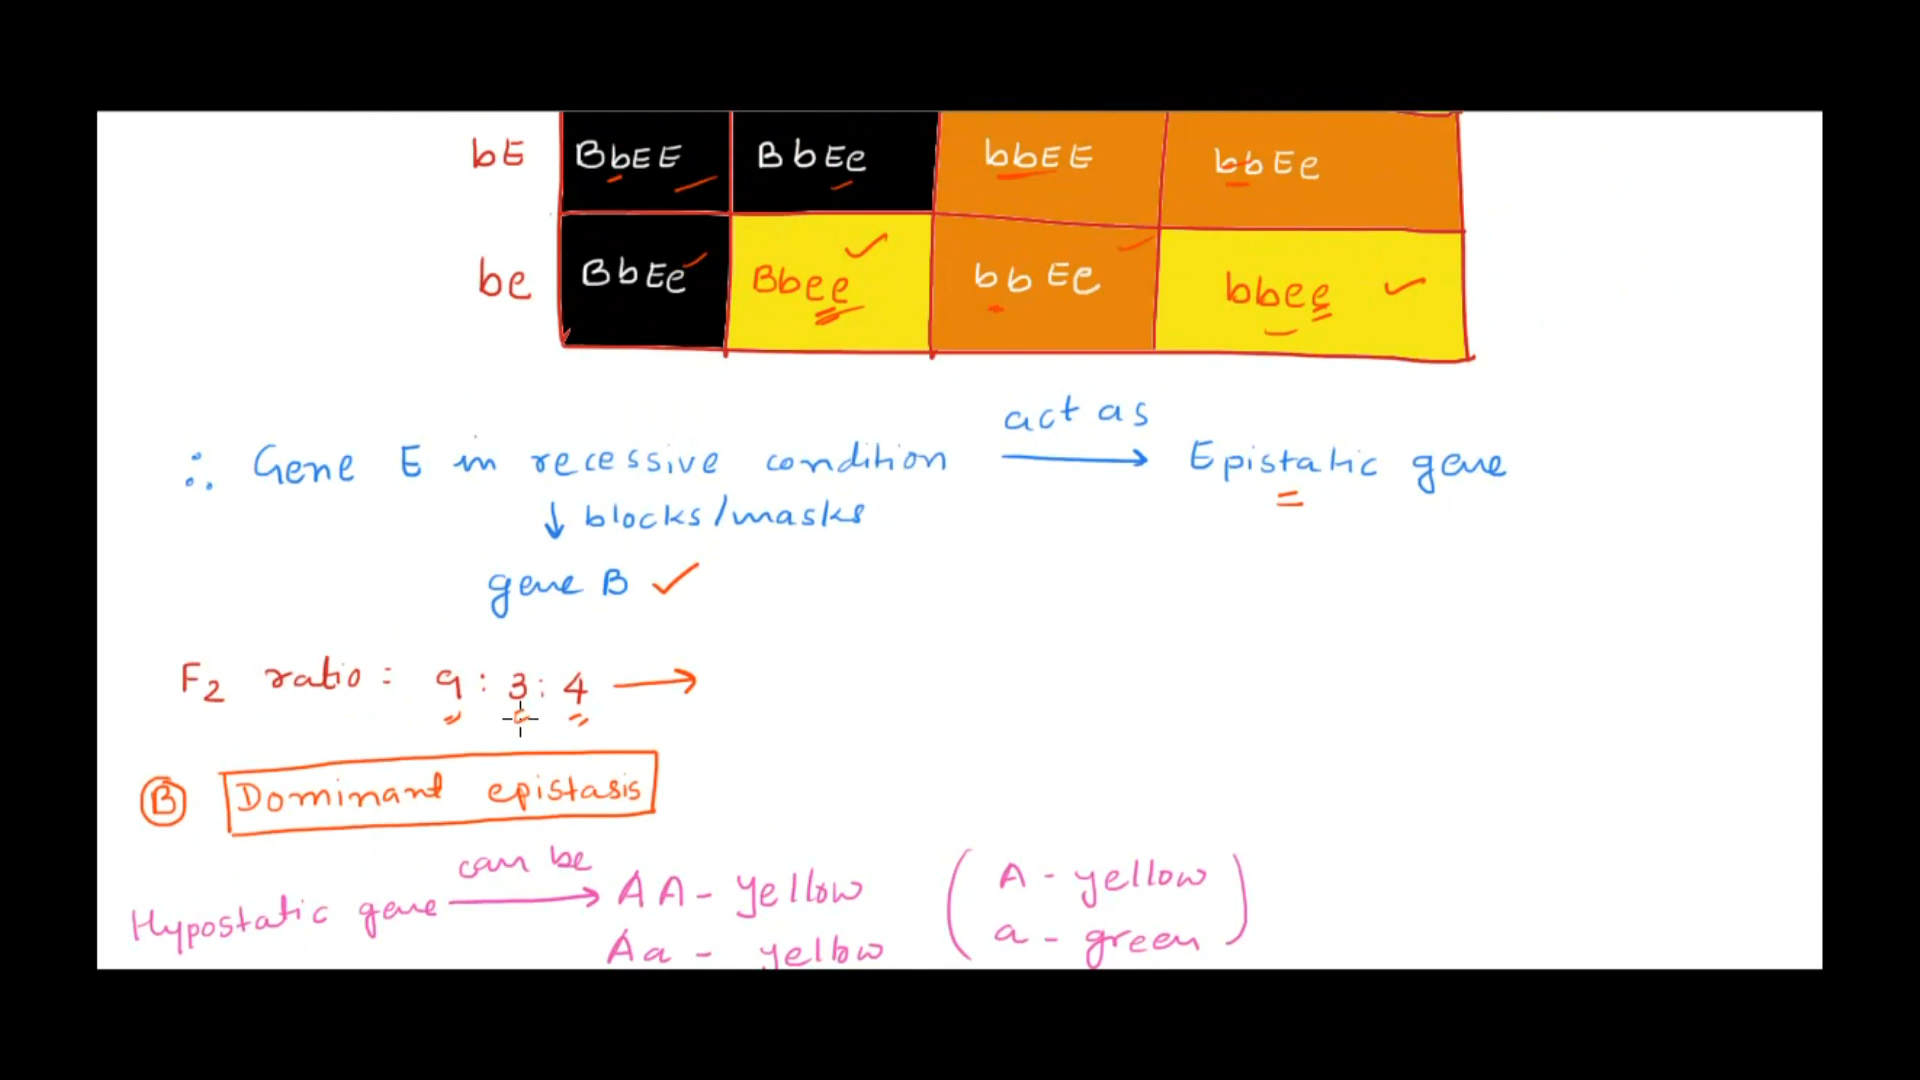 bE BbEE BbEe bbEE bbEe
be BbEe Bbee bbEe bbee
∴ Gene E in recessive condition act as → Epistatic gene
↓ blocks/masks
gene B ✓
F2 ratio: 9:3:4 →
B Dominant epistasis
Hypostatic gene can be → AA - Yellow (A - yellow
Aa - yellow a - green)